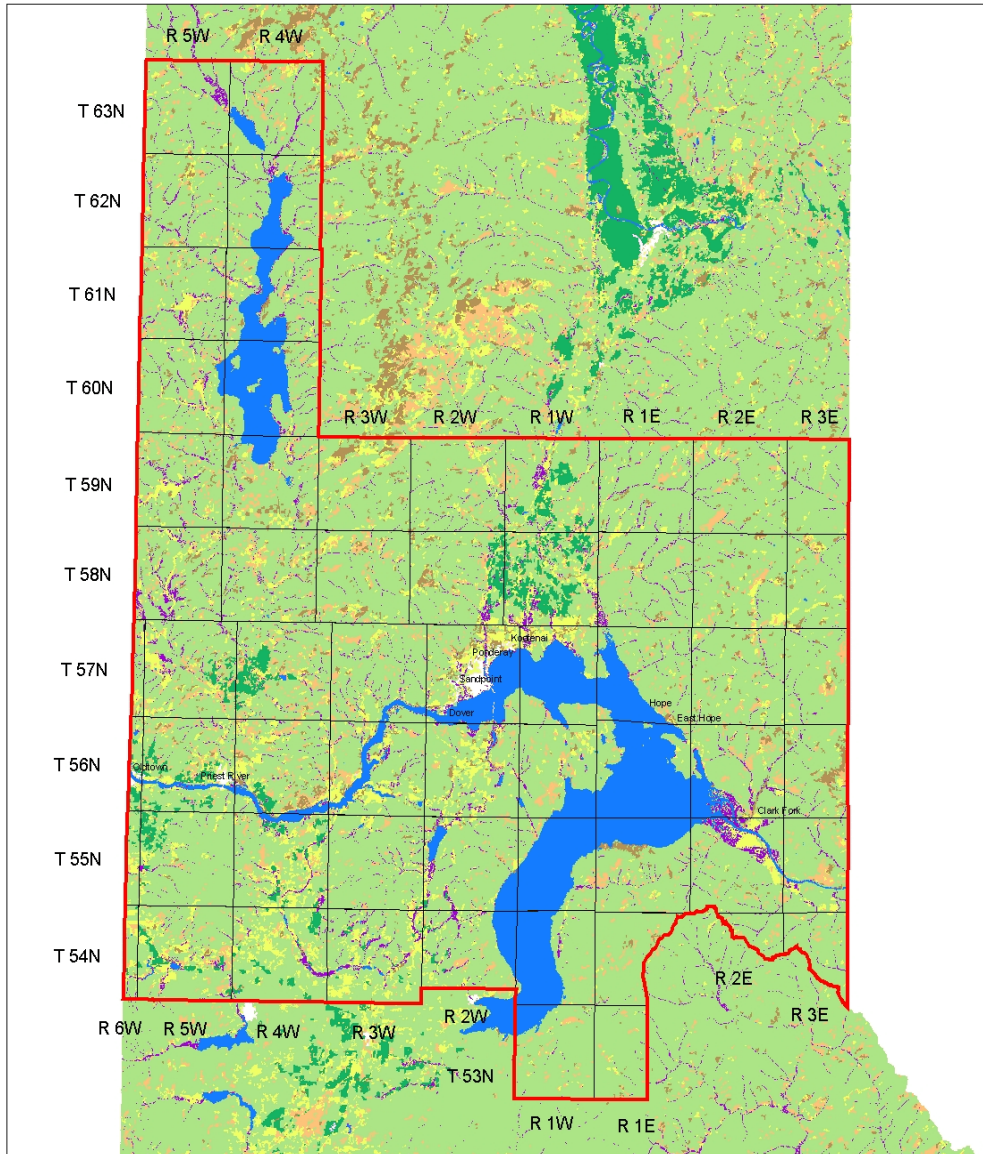 R 5W R 4W
T 63N
T 62N
T 61N
T 60N
R 3W R 2W R 1W R 1E R 2E R 3E
T 59N
T 58N
Kootenai
Ponderay
T 57N
Sandpoint
Hope
Dover
East Hope
T 56N
Oldtown
Priest River
Clark Fork
T 55N
T 54N
R 2E
R 2W
R 3E
R 6W R 5W R 4W R 3W
T 53N
R 1W R 1E